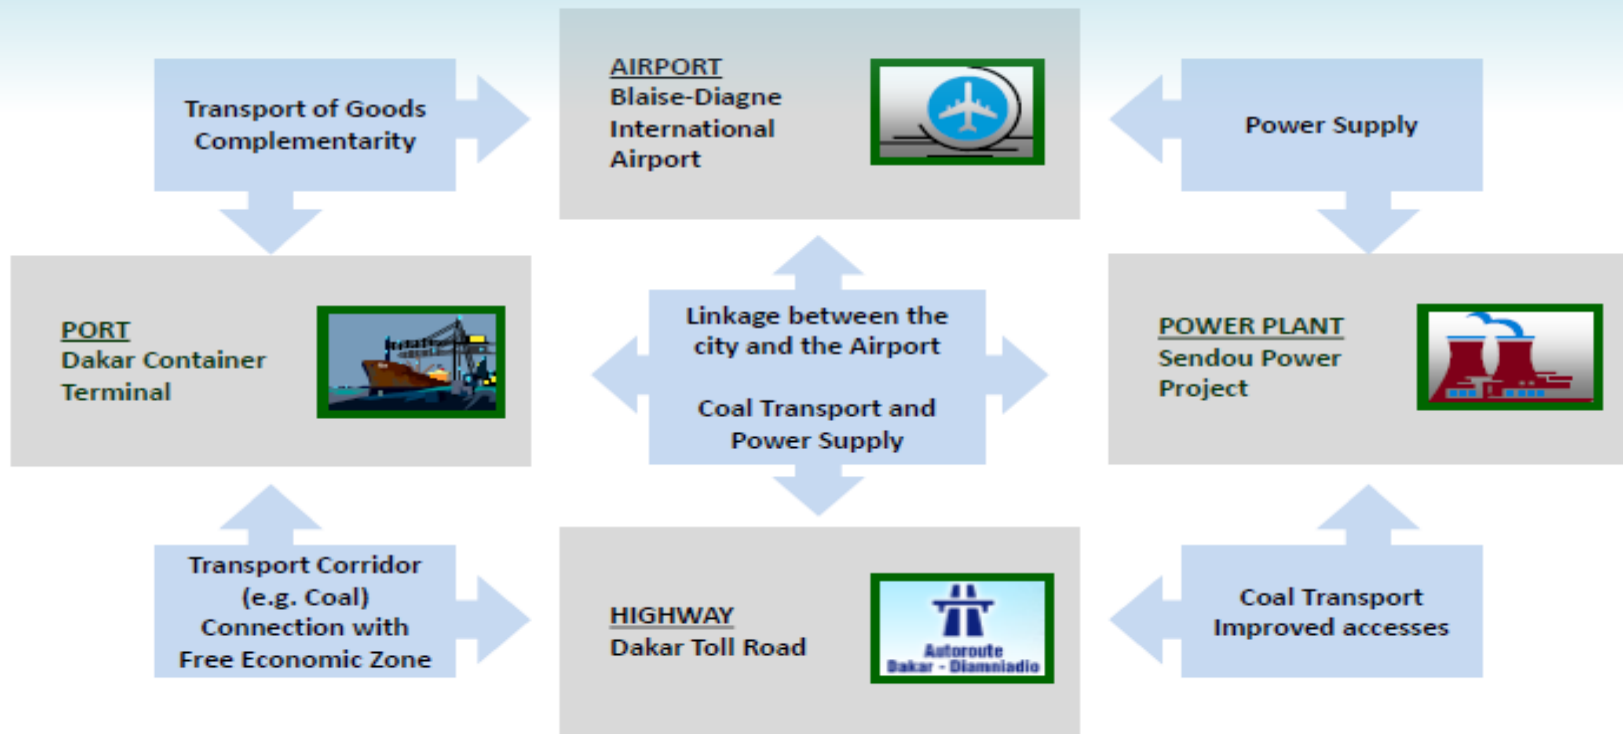 Transport of Goods
Complementarity
AIRPORT
Blaise-Diagne
International
Airport
Power Supply
PORT
Dakar Container
Terminal
Linkage between the
city and the Airport
Coal Transport and
Power Supply
POWER PLANT
Sendou Power
Project
Transport Corridor
(e.g. Coal)
Connection with
Free Economic Zone
HIGHWAY
Dakar Toll Road
Autoroute
Dakar - Diamniadio
Coal Transport
Improved accesses